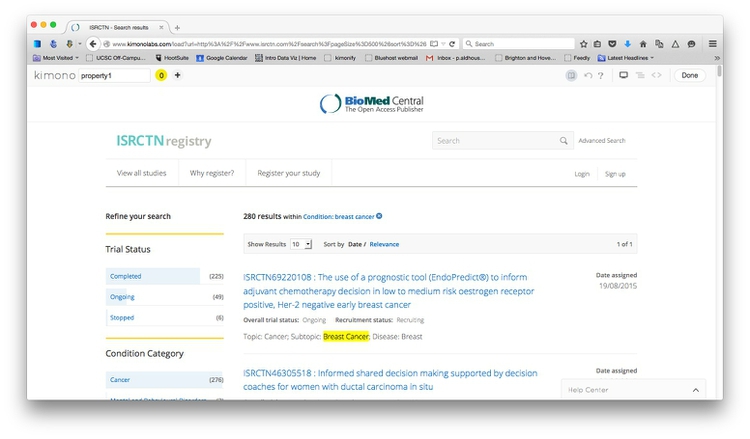 ISRCTN - Search results
www.kimonolabs.com/load?url=http%3A%2F%2Fwww.isrctn.com%2Fsearch%3FpageSize%3D500%26sort%3D%26
Search
Most Visited
UCSC Off-Campu...
HootSuite
Google Calendar
Intro Data Viz | Home
kimonify
Bluehost webmail
Inbox - p.aldhous...
Brighton and Hove...
Feedly
Latest Headlines
kimono
property1
0
+
?
Done
BioMed Central
The Open Access Publisher
ISRCTN registry
Search
Advanced Search
View all studies
Why register?
Register your study
Login
Sign up
Refine your search
280 results within Condition: breast cancer
Show Results 10
Sort by Date / Relevance
1 of 1
Trial Status
Completed (225)
Ongoing (49)
Stopped (6)
Condition Category
Cancer (276)
ISRCTN69220108 : The use of a prognostic tool (EndoPredict®) to inform
adjuvant chemotherapy decision in low to medium risk oestrogen receptor
positive, Her-2 negative early breast cancer
Date assigned
19/08/2015
Overall trial status: Ongoing Recruitment status: Recruiting
Topic: Cancer; Subtopic: Breast Cancer; Disease: Breast
ISRCTN46305518 : Informed shared decision making supported by decision
coaches for women with ductal carcinoma in situ
Date assigned
Help Center